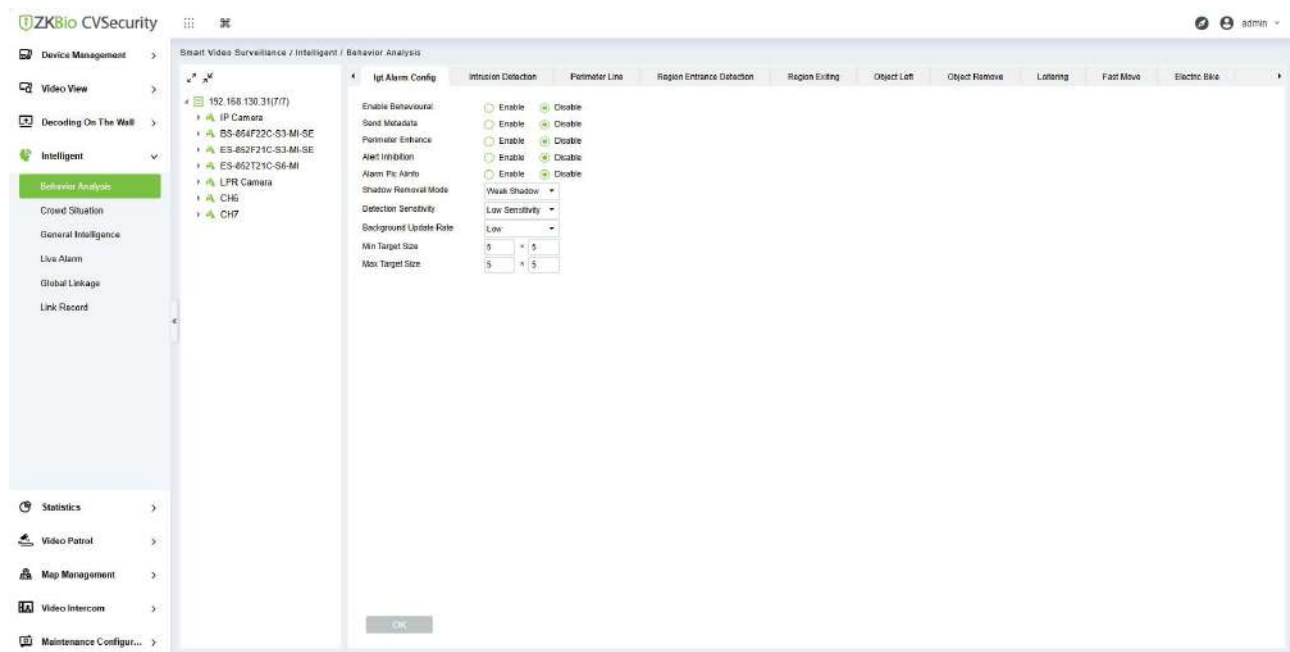 ZKBio CVSecurity
admin
Device Management
Video View
Decoding On The Wall
Intelligent
Behavior Analysis
Crowd Situation
General Intelligence
Live Alarm
Global Linkage
Link Record
Statistics
Video Patrol
Map Management
Video Intercom
Maintenance Configur...
Smart Video Surveillance / Intelligent / Behavior Analysis
192.168.130.31(7/7)
IP Camera
BS-864F22C-S3-MI-SE
ES-852F21C-S3-MI-SE
ES-852T21C-S6-MI
LPR Camera
CH6
CH7
Igt Alarm Config Intrusion Detection Perimeter Line Region Entrance Detection Region Exiting Object Left Object Remove Loitering Fast Move Electric Bike
Enable Behavioural Enable Disable
Send Metadata Enable Disable
Perimeter Enhance Enable Disable
Alert Inhibition Enable Disable
Alarm Pic AInfo Enable Disable
Shadow Removal Mode Weak Shadow
Detection Sensitivity Low Sensitivity
Background Update Rate Low
Min Target Size 5 × 5
Max Target Size 5 × 5
OK